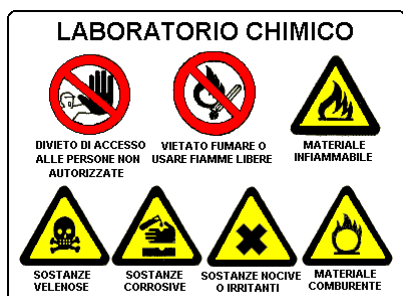 LABORATORIO CHIMICO
DIVIETO DI ACCESSO
ALLE PERSONE NON
AUTORIZZATE
VIETATO FUMARE O
USARE FIAMME LIBERE
MATERIALE
INFIAMMABILE
SOSTANZE
VELENOSE
SOSTANZE
CORROSIVE
SOSTANZE NOCIVE
O IRRITANTI
MATERIALE
COMBURENTE